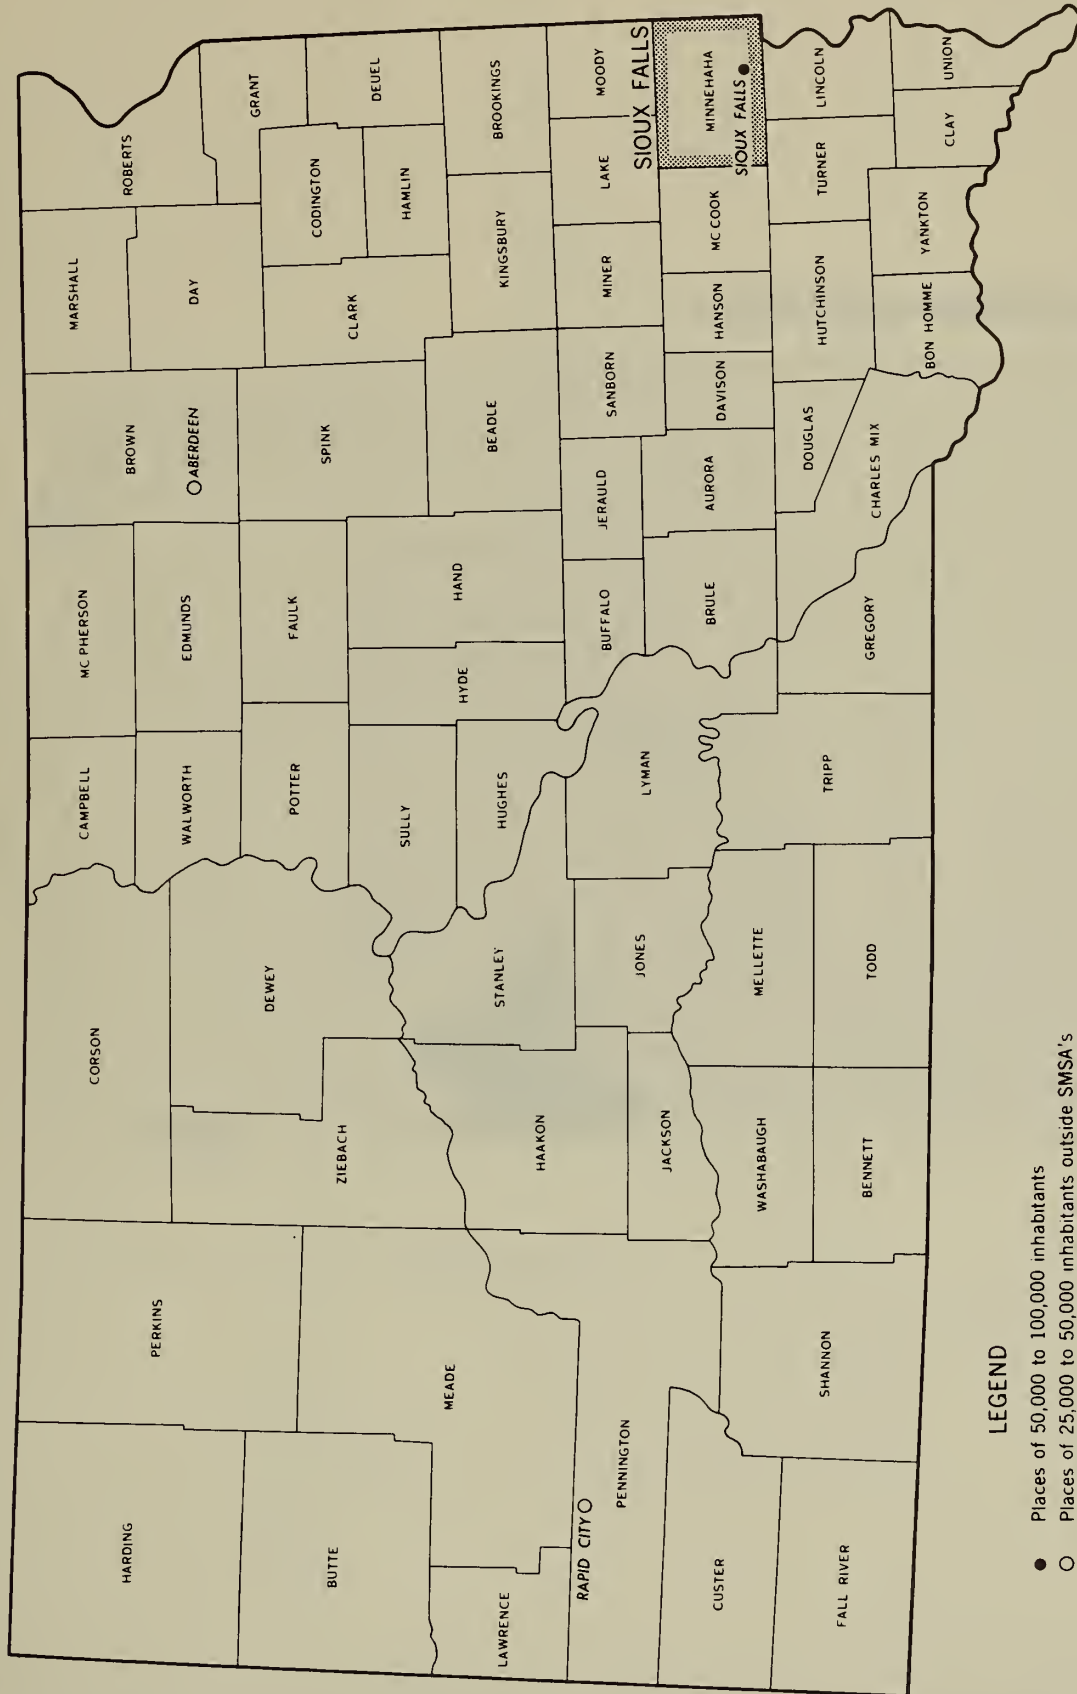 HARDING
PERKINS
CORSON
CAMPBELL
MC PHERSON
BROWN
MARSHALL
ROBERTS
BUTTE
MEADE
ZIEBACH
DEWEY
WALWORTH
EDMUNDS
ABERDEEN
DAY
GRANT
POTTER
FAULK
SPINK
CODINGTON
DEUEL
CLARK
HAMLIN
LAWRENCE
HAAKON
STANLEY
SULLY
HUGHES
HYDE
HAND
BEADLE
KINGSBURY
BROOKINGS
RAPID CITY
PENNINGTON
JACKSON
JONES
LYMAN
BUFFALO
JERAULD
SANBORN
MINER
LAKE
MOODY
SIOUX FALLS
CUSTER
WASHABAUGH
MELLETTE
BRULE
AURORA
DAVISON
HANSON
MC COOK
MINNEHAHA
SIOUX FALLS
FALL RIVER
SHANNON
BENNETT
TODD
TRIPP
GREGORY
CHARLES MIX
DOUGLAS
HUTCHINSON
TURNER
LINCOLN
BON HOMME
YANKTON
CLAY
UNION
LEGEND
Places of 50,000 to 100,000 inhabitants
Places of 25,000 to 50,000 inhabitants outside SMSA's